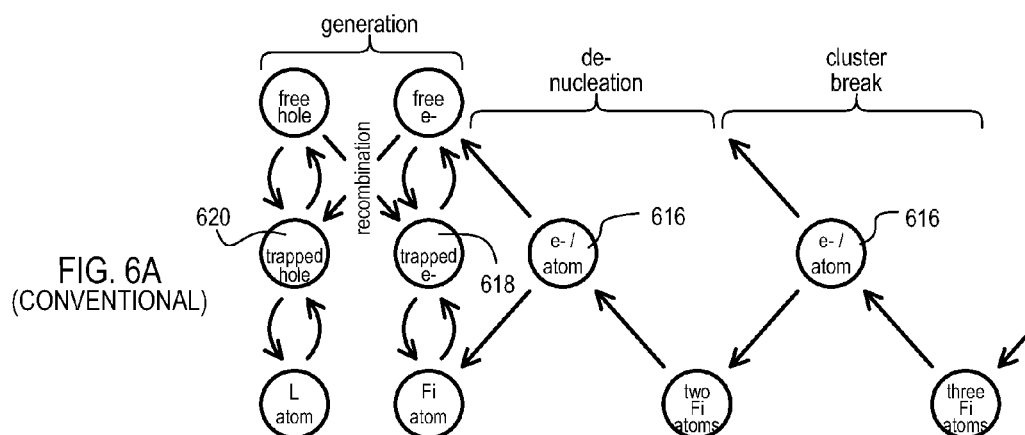 generation
de-
nucleation
cluster
break
free
hole
free
e-
recombination
620
trapped
hole
trapped
e-
618
e- /
atom
616
e- /
atom
616
FIG. 6A
(CONVENTIONAL)
L
atom
Fi
atom
two
Fi
atoms
three
Fi
atoms